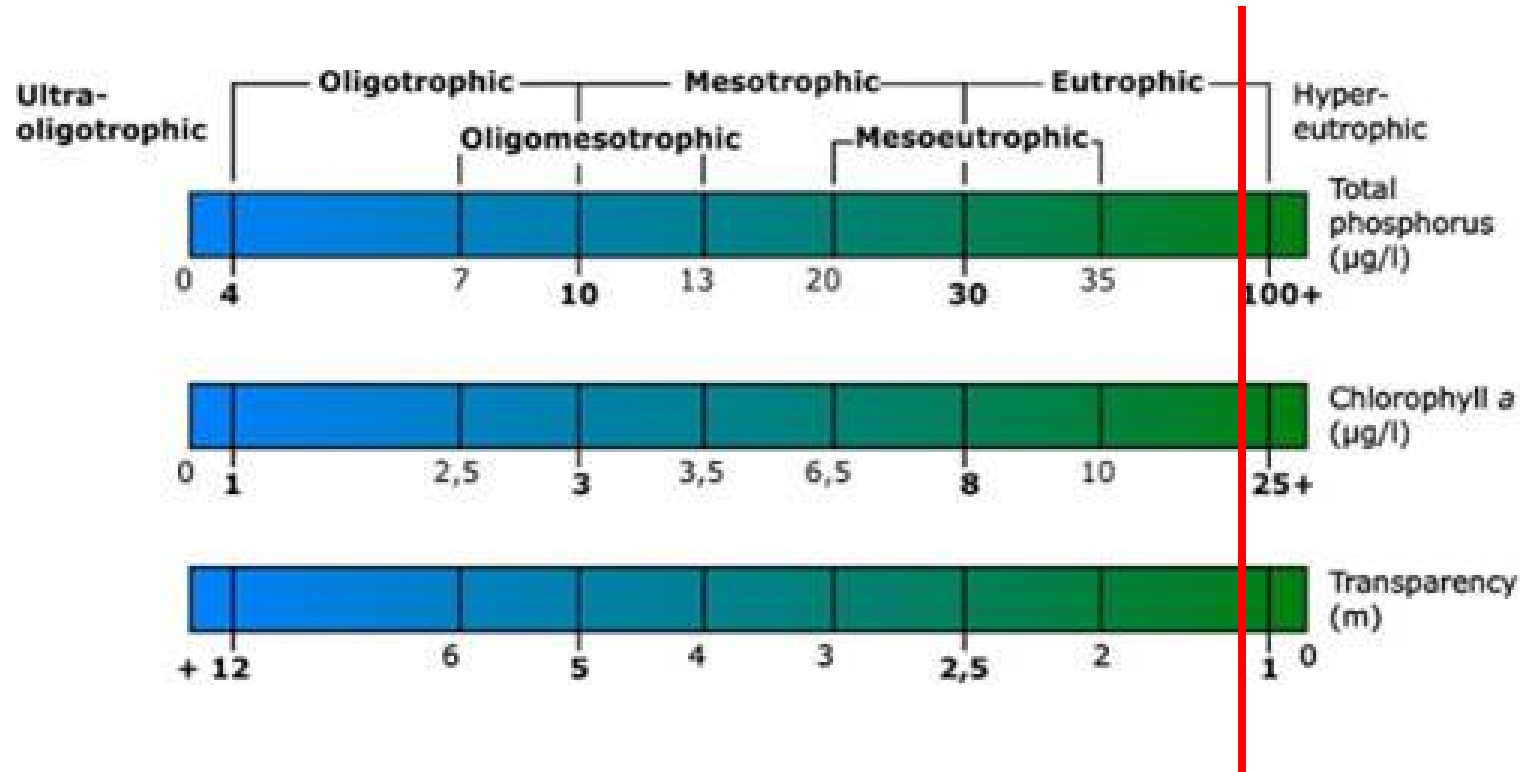 Ultra-
oligotrophic
Oligotrophic
Mesotrophic
Eutrophic
Hyper-
eutrophic
Oligomesotrophic
Mesoeutrophic
Total
phosphorus
(µg/l)
0 4 7 10 13 20 30 35 100+
Chlorophyll a
(µg/l)
0 1 2,5 3 3,5 6,5 8 10 25+
Transparency
(m)
+ 12 6 5 4 3 2,5 2 1 0